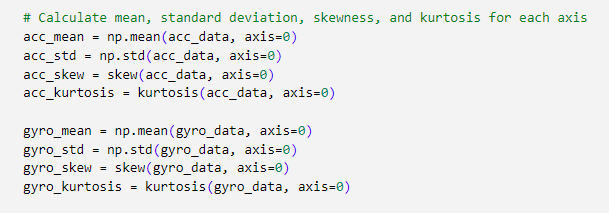 # Calculate mean, standard deviation, skewness, and kurtosis for each axis
acc_mean = np.mean(acc_data, axis=0)
acc_std = np.std(acc_data, axis=0)
acc_skew = skew(acc_data, axis=0)
acc_kurtosis = kurtosis(acc_data, axis=0)

gyro_mean = np.mean(gyro_data, axis=0)
gyro_std = np.std(gyro_data, axis=0)
gyro_skew = skew(gyro_data, axis=0)
gyro_kurtosis = kurtosis(gyro_data, axis=0)